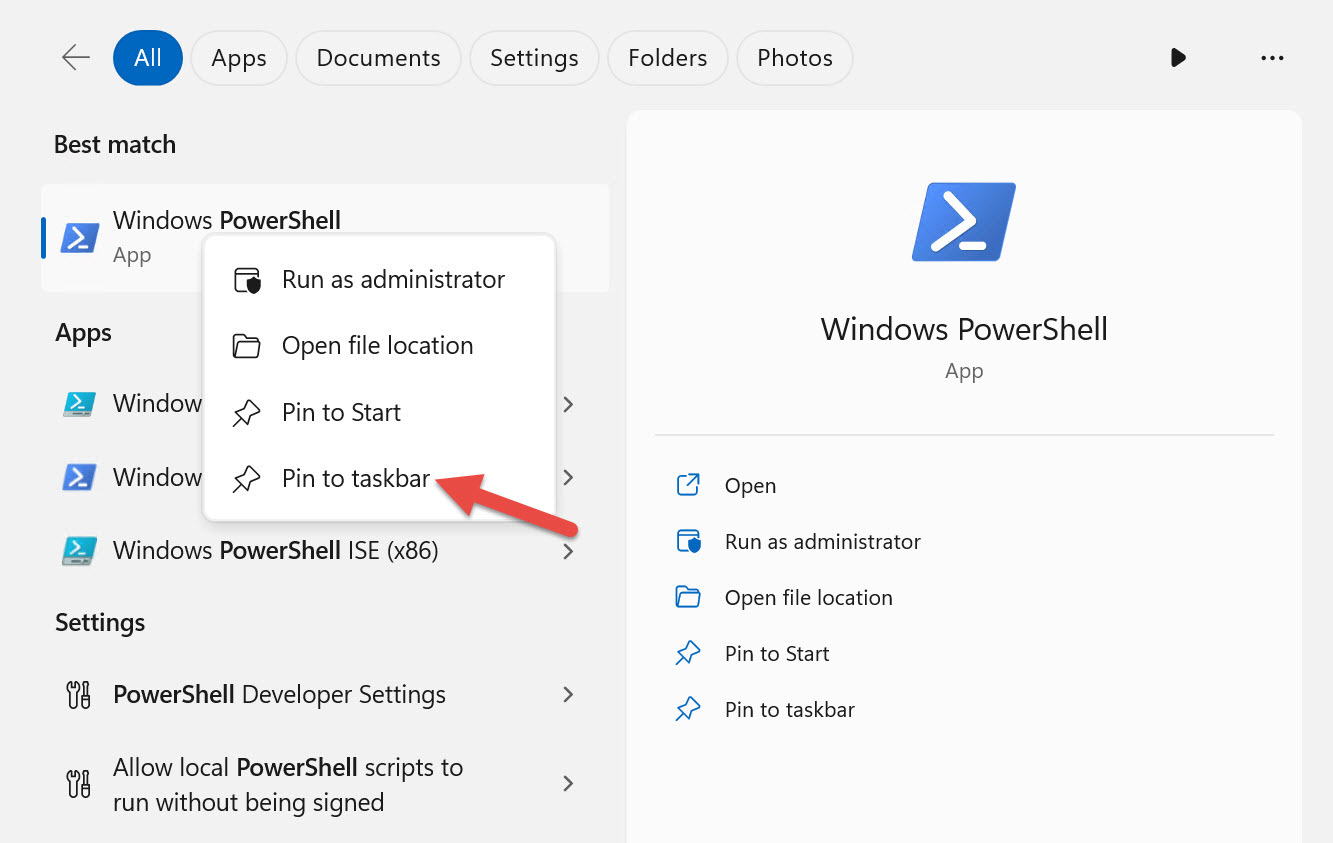 All
Apps
Documents
Settings
Folders
Photos
Best match
Windows PowerShell
App
Run as administrator
Open file location
Pin to Start
Pin to taskbar
Apps
Window
Window
Windows PowerShell ISE (x86)
Settings
PowerShell Developer Settings
Allow local PowerShell scripts to
run without being signed
Windows PowerShell
App
Open
Run as administrator
Open file location
Pin to Start
Pin to taskbar